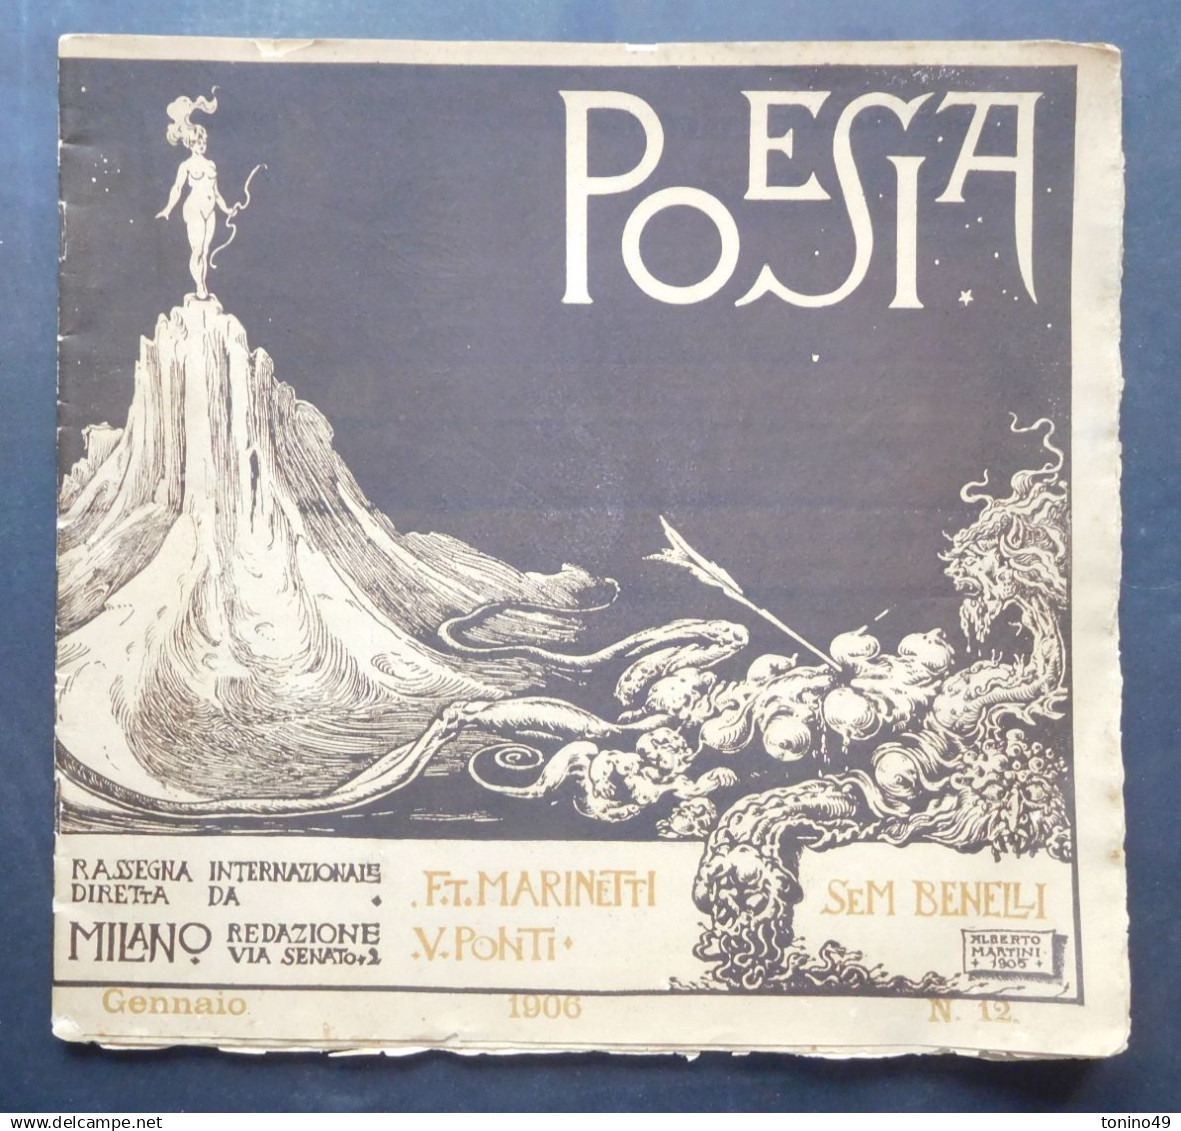 POESIA
RASSEGNA INTERNAZIONALE
DIRETTA DA
F.T. MARINETTI
SEM BENELLI
MILANO. REDAZIONE
VIA SENATO, 2
V. PONTI
ALBERTO
MARTINI
1905
Gennaio 1906 N. 12.
tonino49